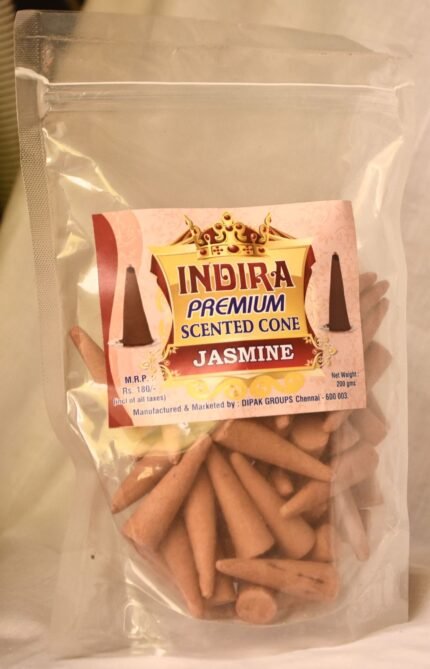 INDIRA
PREMIUM
SCENTED CONE
JASMINE
M.R.P. :
Rs. 180/-
(incl of all taxes)
Net Weight:
200 gms
Manufactured & Marketed by : DIPAK GROUPS Chennai - 600 003